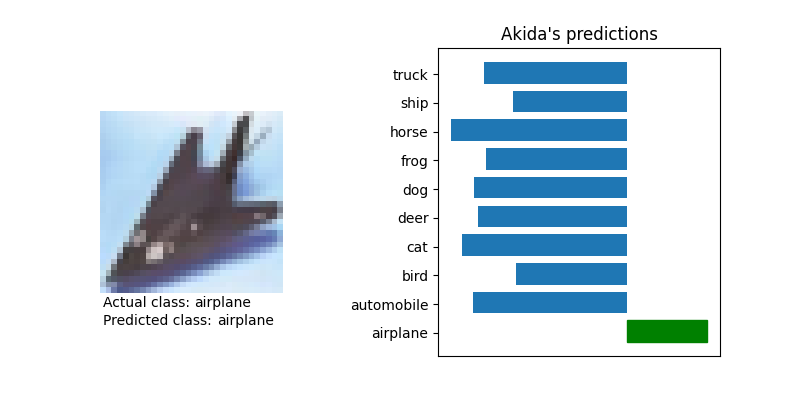 Akida's predictions
truck
ship
horse
frog
dog
deer
cat
bird
automobile
airplane
Actual class: airplane
Predicted class: airplane